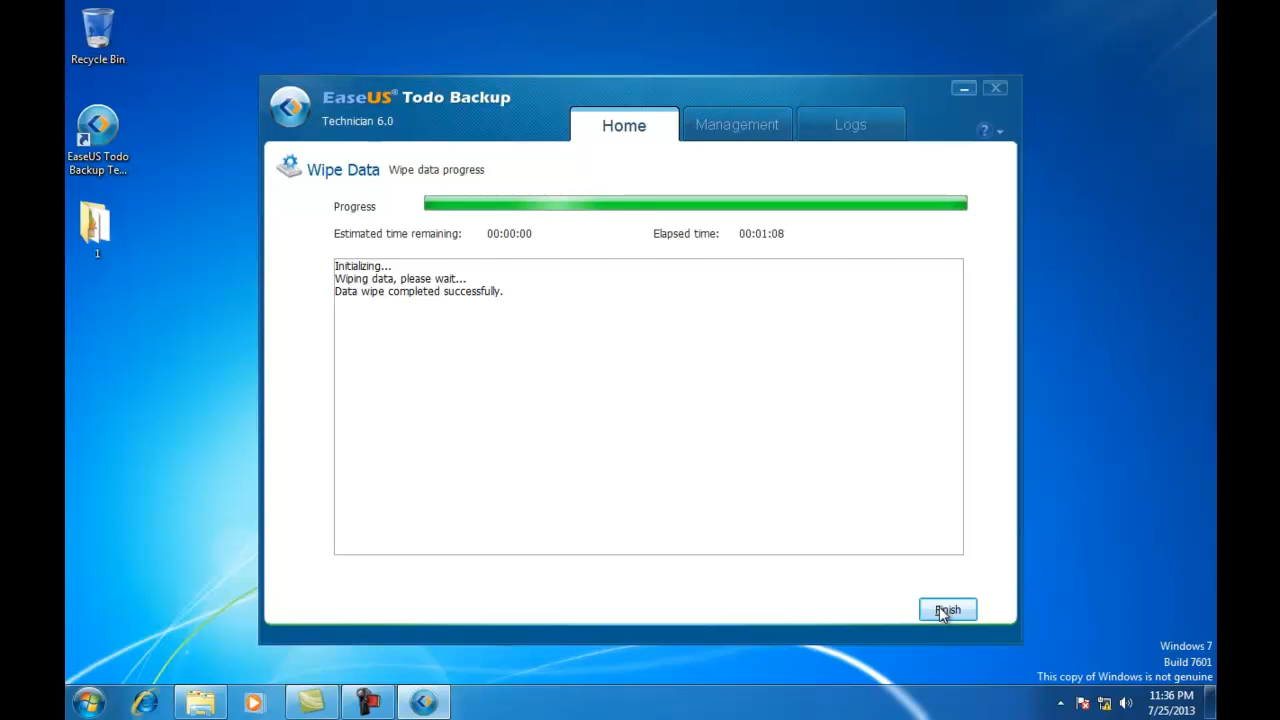 Recycle Bin
EaseUS Todo
Backup Te...
1
EaseUS® Todo Backup
Technician 6.0
Home
Management
Logs
?
Wipe Data
Wipe data progress
Progress
Estimated time remaining: 00:00:00
Elapsed time: 00:01:08
Initializing...
Wiping data, please wait...
Data wipe completed successfully.
Finish
Windows 7
Build 7601
This copy of Windows is not genuine
11:36 PM
7/25/2013